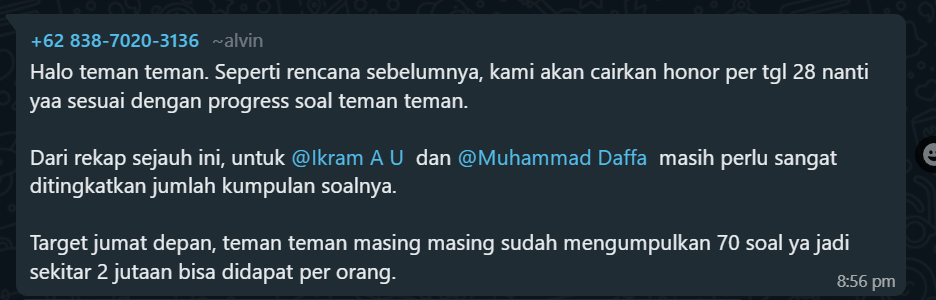 +62 838-7020-3136 ~alvin
Halo teman teman. Seperti rencana sebelumnya, kami akan cairkan honor per tgl 28 nanti
yaa sesuai dengan progress soal teman teman.
Dari rekap sejauh ini, untuk @Ikram A U dan @Muhammad Daffa masih perlu sangat
ditingkatkan jumlah kumpulan soalnya.
Target jumat depan, teman teman masing masing sudah mengumpulkan 70 soal ya jadi
sekitar 2 jutaan bisa didapat per orang.
8:56 pm